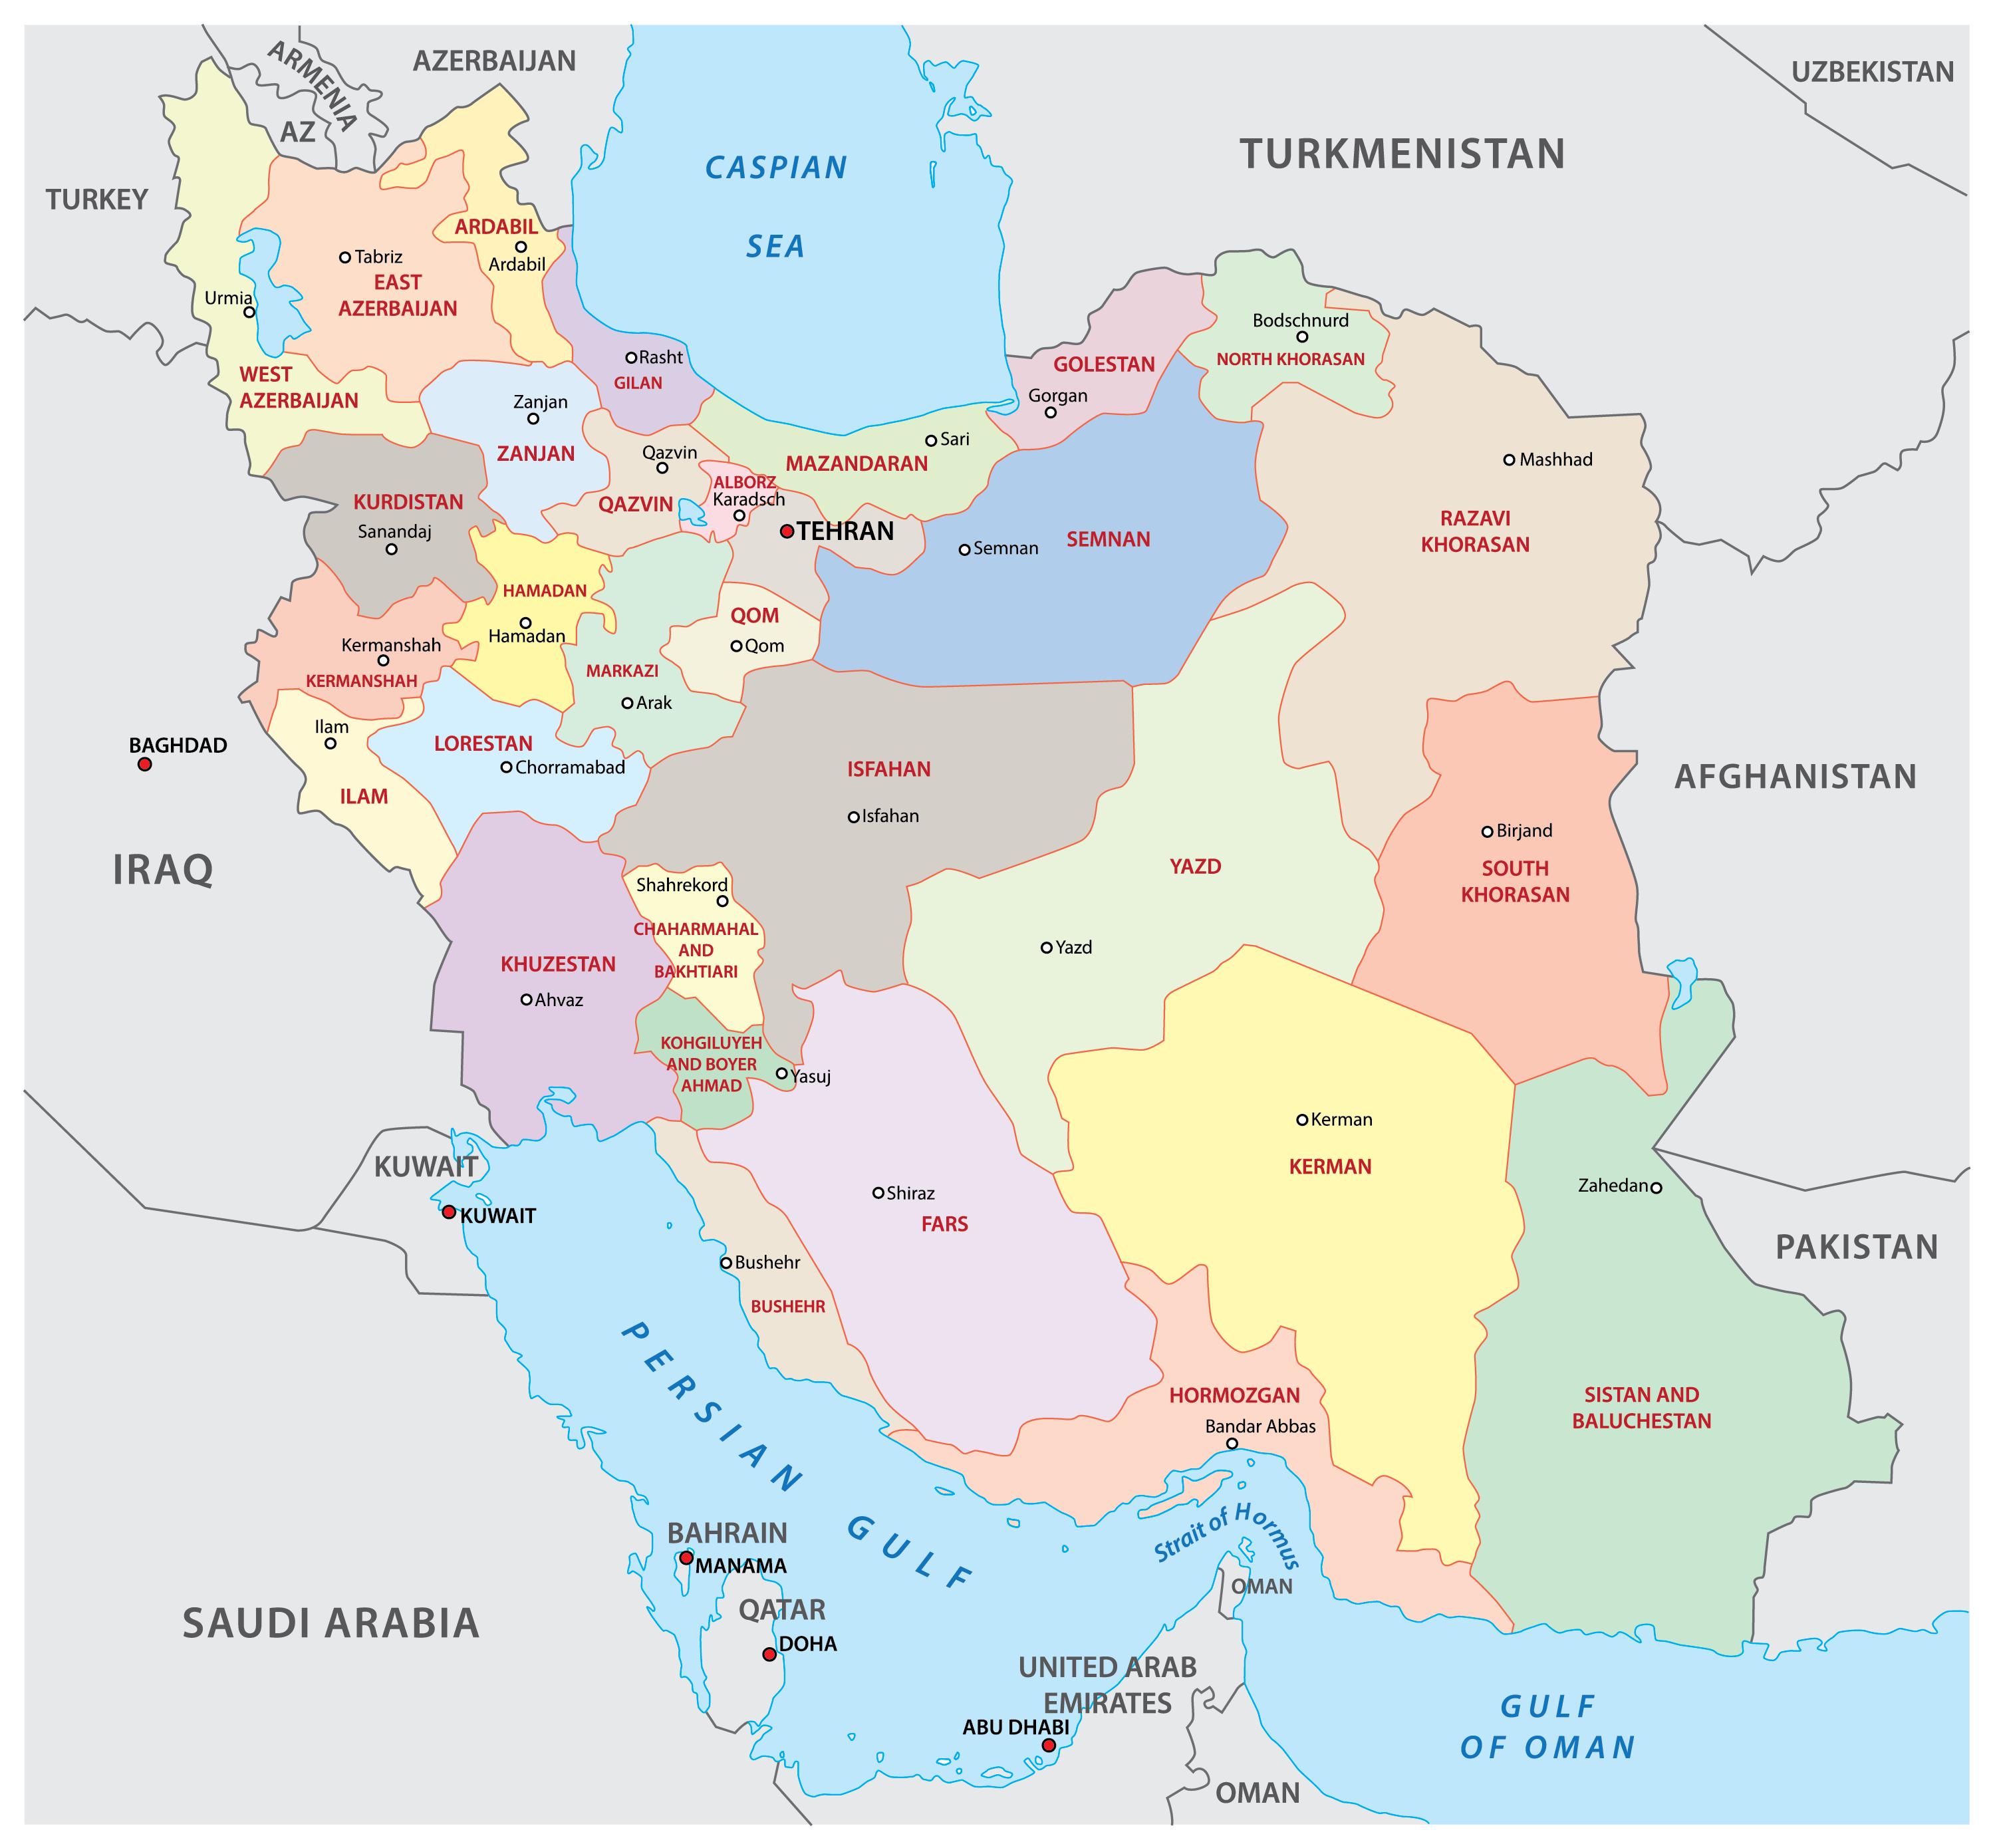 AZERBAIJAN
ARMENIA
AZ
UZBEKISTAN
TURKMENISTAN
CASPIAN
SEA
TURKEY
ARDABIL
Ardabil
Tabriz
EAST
AZERBAIJAN
Urmia
WEST
AZERBAIJAN
Rasht
GILAN
Bodschnurd
NORTH KHORASAN
GOLESTAN
Gorgan
Zanjan
ZANJAN
Qazvin
QAZVIN
Sari
MAZANDARAN
ALBORZ
Karadsch
TEHRAN
Mashhad
RAZAVI
KHORASAN
SEMNAN
Semnan
KURDISTAN
Sanandaj
HAMADAN
Hamadan
QOM
Qom
Kermanshah
KERMANSHAH
MARKAZI
Arak
Ilam
ILAM
LORESTAN
Chorramabad
BAGHDAD
IRAQ
ISFAHAN
Isfahan
AFGHANISTAN
Birjand
SOUTH
KHORASAN
YAZD
Yazd
Shahrekord
CHAHARMAHAL
AND
BAKHTIARI
KHUZESTAN
Ahvaz
KOHGILUYEH
AND BOYER
AHMAD
Yasuj
Kerman
KERMAN
KUWAIT
KUWAIT
Shiraz
FARS
Zahedan
PAKISTAN
Bushehr
BUSHEHR
PERSIAN GULF
HORMOZGAN
Bandar Abbas
SISTAN AND
BALUCHESTAN
Strait of Hormus
BAHRAIN
MANAMA
OMAN
QATAR
DOHA
SAUDI ARABIA
UNITED ARAB
EMIRATES
ABU DHABI
GULF
OF OMAN
OMAN